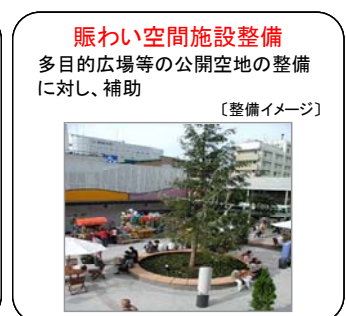 賑わい空間施設整備
多目的広場等の公開空地の整備
に対し、補助
〔整備イメージ〕